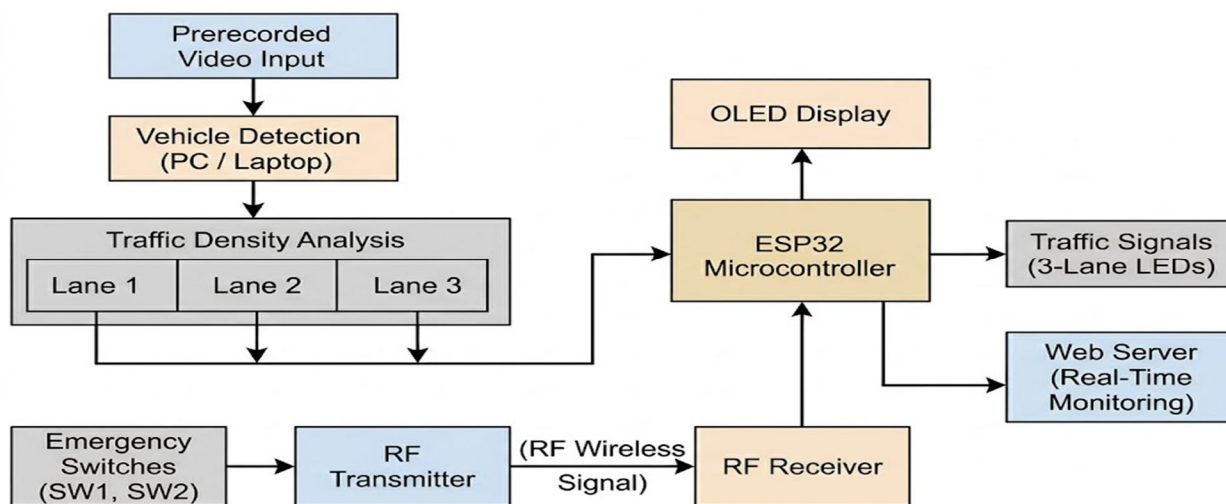 Prerecorded
Video Input
Vehicle Detection
(PC / Laptop)
Traffic Density Analysis
Lane 1
Lane 2
Lane 3
OLED Display
ESP32
Microcontroller
Traffic Signals
(3-Lane LEDs)
Web Server
(Real-Time
Monitoring)
Emergency
Switches
(SW1, SW2)
RF
Transmitter
(RF Wireless
Signal)
RF Receiver